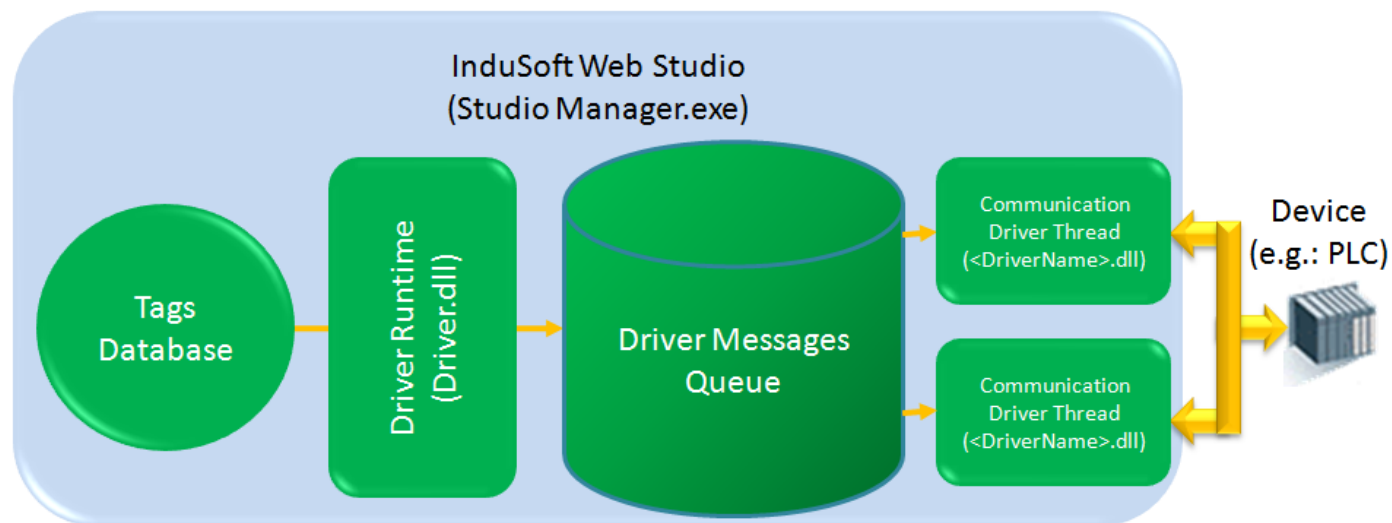 InduSoft Web Studio
(Studio Manager.exe)
Tags
Database
Driver Runtime
(Driver.dll)
Driver Messages
Queue
Communication
Driver Thread
(<DriverName>.dll)
Communication
Driver Thread
(<DriverName>.dll)
Device
(e.g.: PLC)